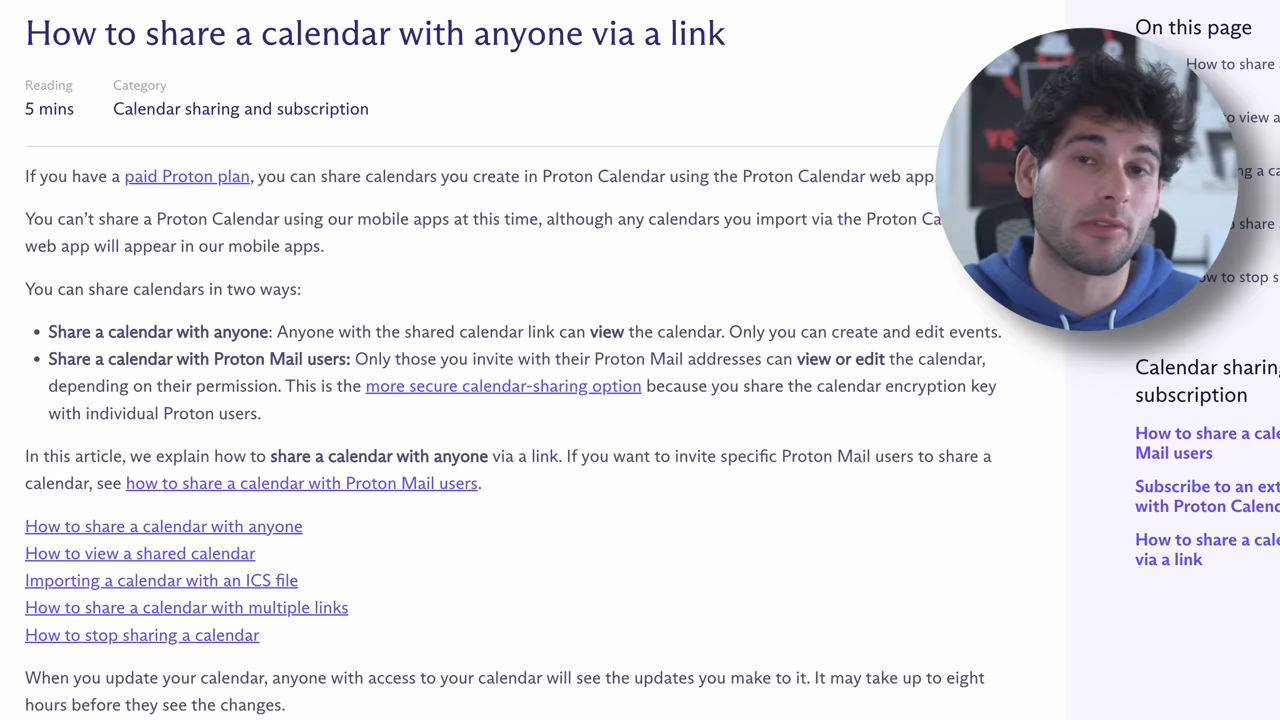 How to share a calendar with anyone via a link
Reading
Category
5 mins
Calendar sharing and subscription
If you have a paid Proton plan, you can share calendars you create in Proton Calendar using the Proton Calendar web app
You can't share a Proton Calendar using our mobile apps at this time, although any calendars you import via the Proton Ca
web app will appear in our mobile apps.
You can share calendars in two ways:
• Share a calendar with anyone: Anyone with the shared calendar link can view the calendar. Only you can create and edit events.
• Share a calendar with Proton Mail users: Only those you invite with their Proton Mail addresses can view or edit the calendar,
depending on their permission. This is the more secure calendar-sharing option because you share the calendar encryption key
with individual Proton users.
In this article, we explain how to share a calendar with anyone via a link. If you want to invite specific Proton Mail users to share a
calendar, see how to share a calendar with Proton Mail users.
How to share a calendar with anyone
How to view a shared calendar
Importing a calendar with an ICS file
How to share a calendar with multiple links
How to stop sharing a calendar
When you update your calendar, anyone with access to your calendar will see the updates you make to it. It may take up to eight
hours before they see the changes.
On this page
How to share
to view a
ng a ca
share
ow to stop s
Calendar sharing
subscription
How to share a cale
Mail users
Subscribe to an ext
with Proton Calend
How to share a cale
via a link